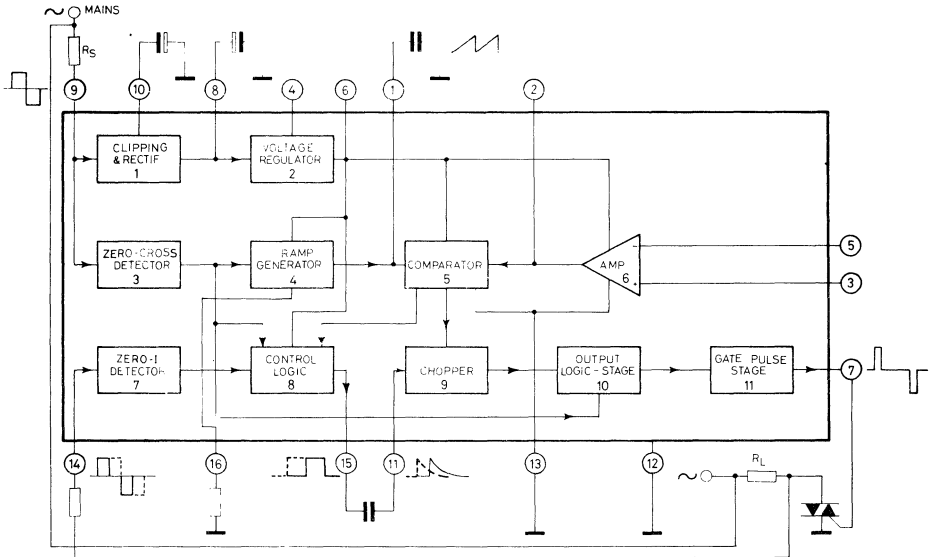 ∼ MAINS
RS
9 10 8 4 6 1 2
CLIPPING
& RECTIF
1
VOLTAGE
REGULATOR
2
ZERO-CROSS
DETECTOR
3
RAMP
GENERATOR
4
COMPARATOR
5
AMP
6
-
+
5
3
ZERO-I
DETECTOR
7
CONTROL
LOGIC
8
CHOPPER
9
OUTPUT
LOGIC-STAGE
10
GATE PULSE
STAGE
11
7
14 16 15 11 13 12
∼
RL